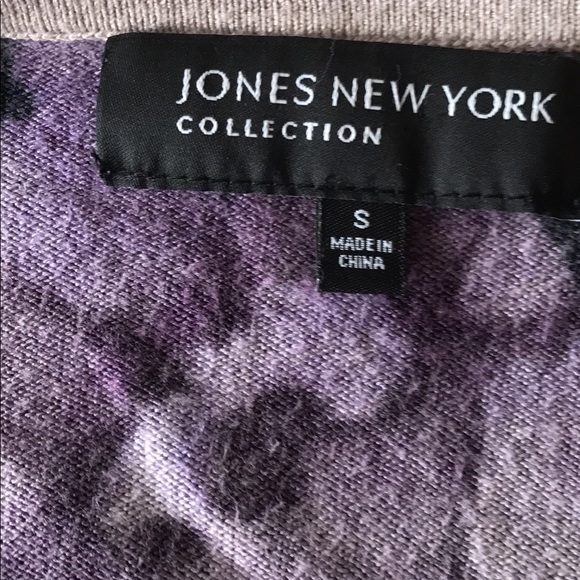 JONES NEW YORK
COLLECTION
S
MADE IN
CHINA